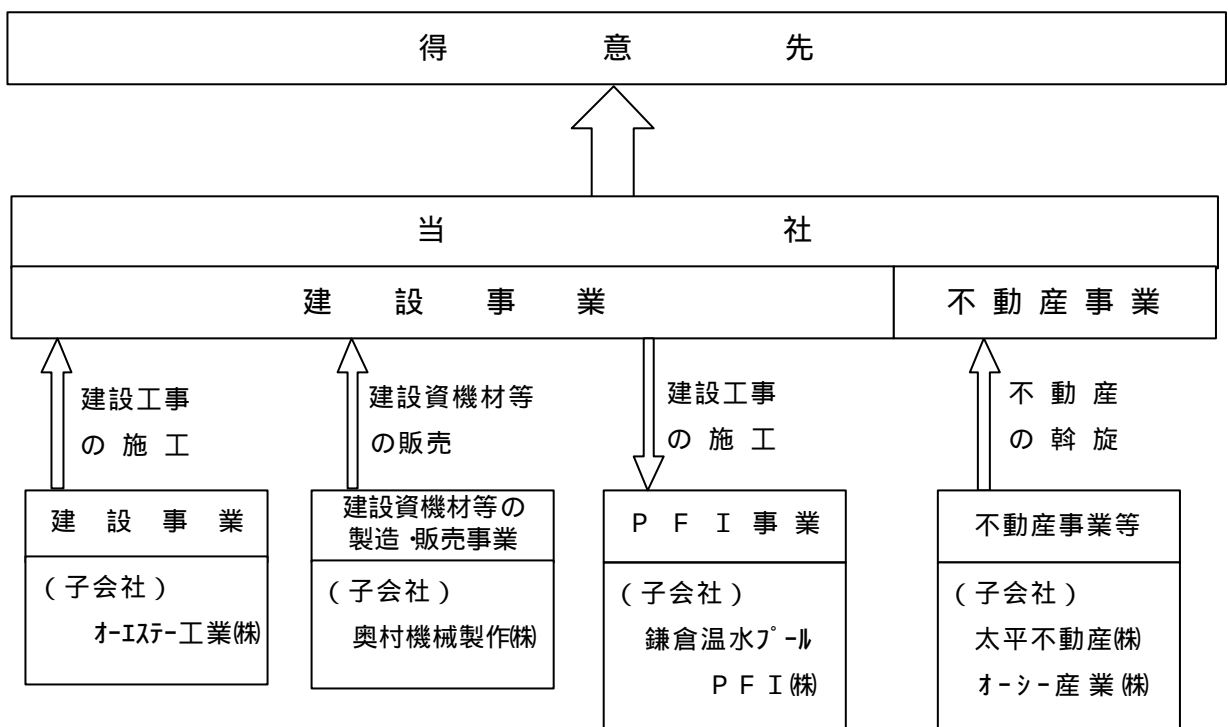 得意先
当社
建設事業
不動産事業
建設工事
の施工
建設資機材等
の販売
建設工事
の施工
不動産
の斡旋
建設事業
(子会社)
オーエステー工業㈱
建設資機材等の
製造・販売事業
(子会社)
奥村機械製作㈱
PFI事業
(子会社)
鎌倉温水プール
PFI㈱
不動産事業等
(子会社)
太平不動産㈱
オーシー産業㈱